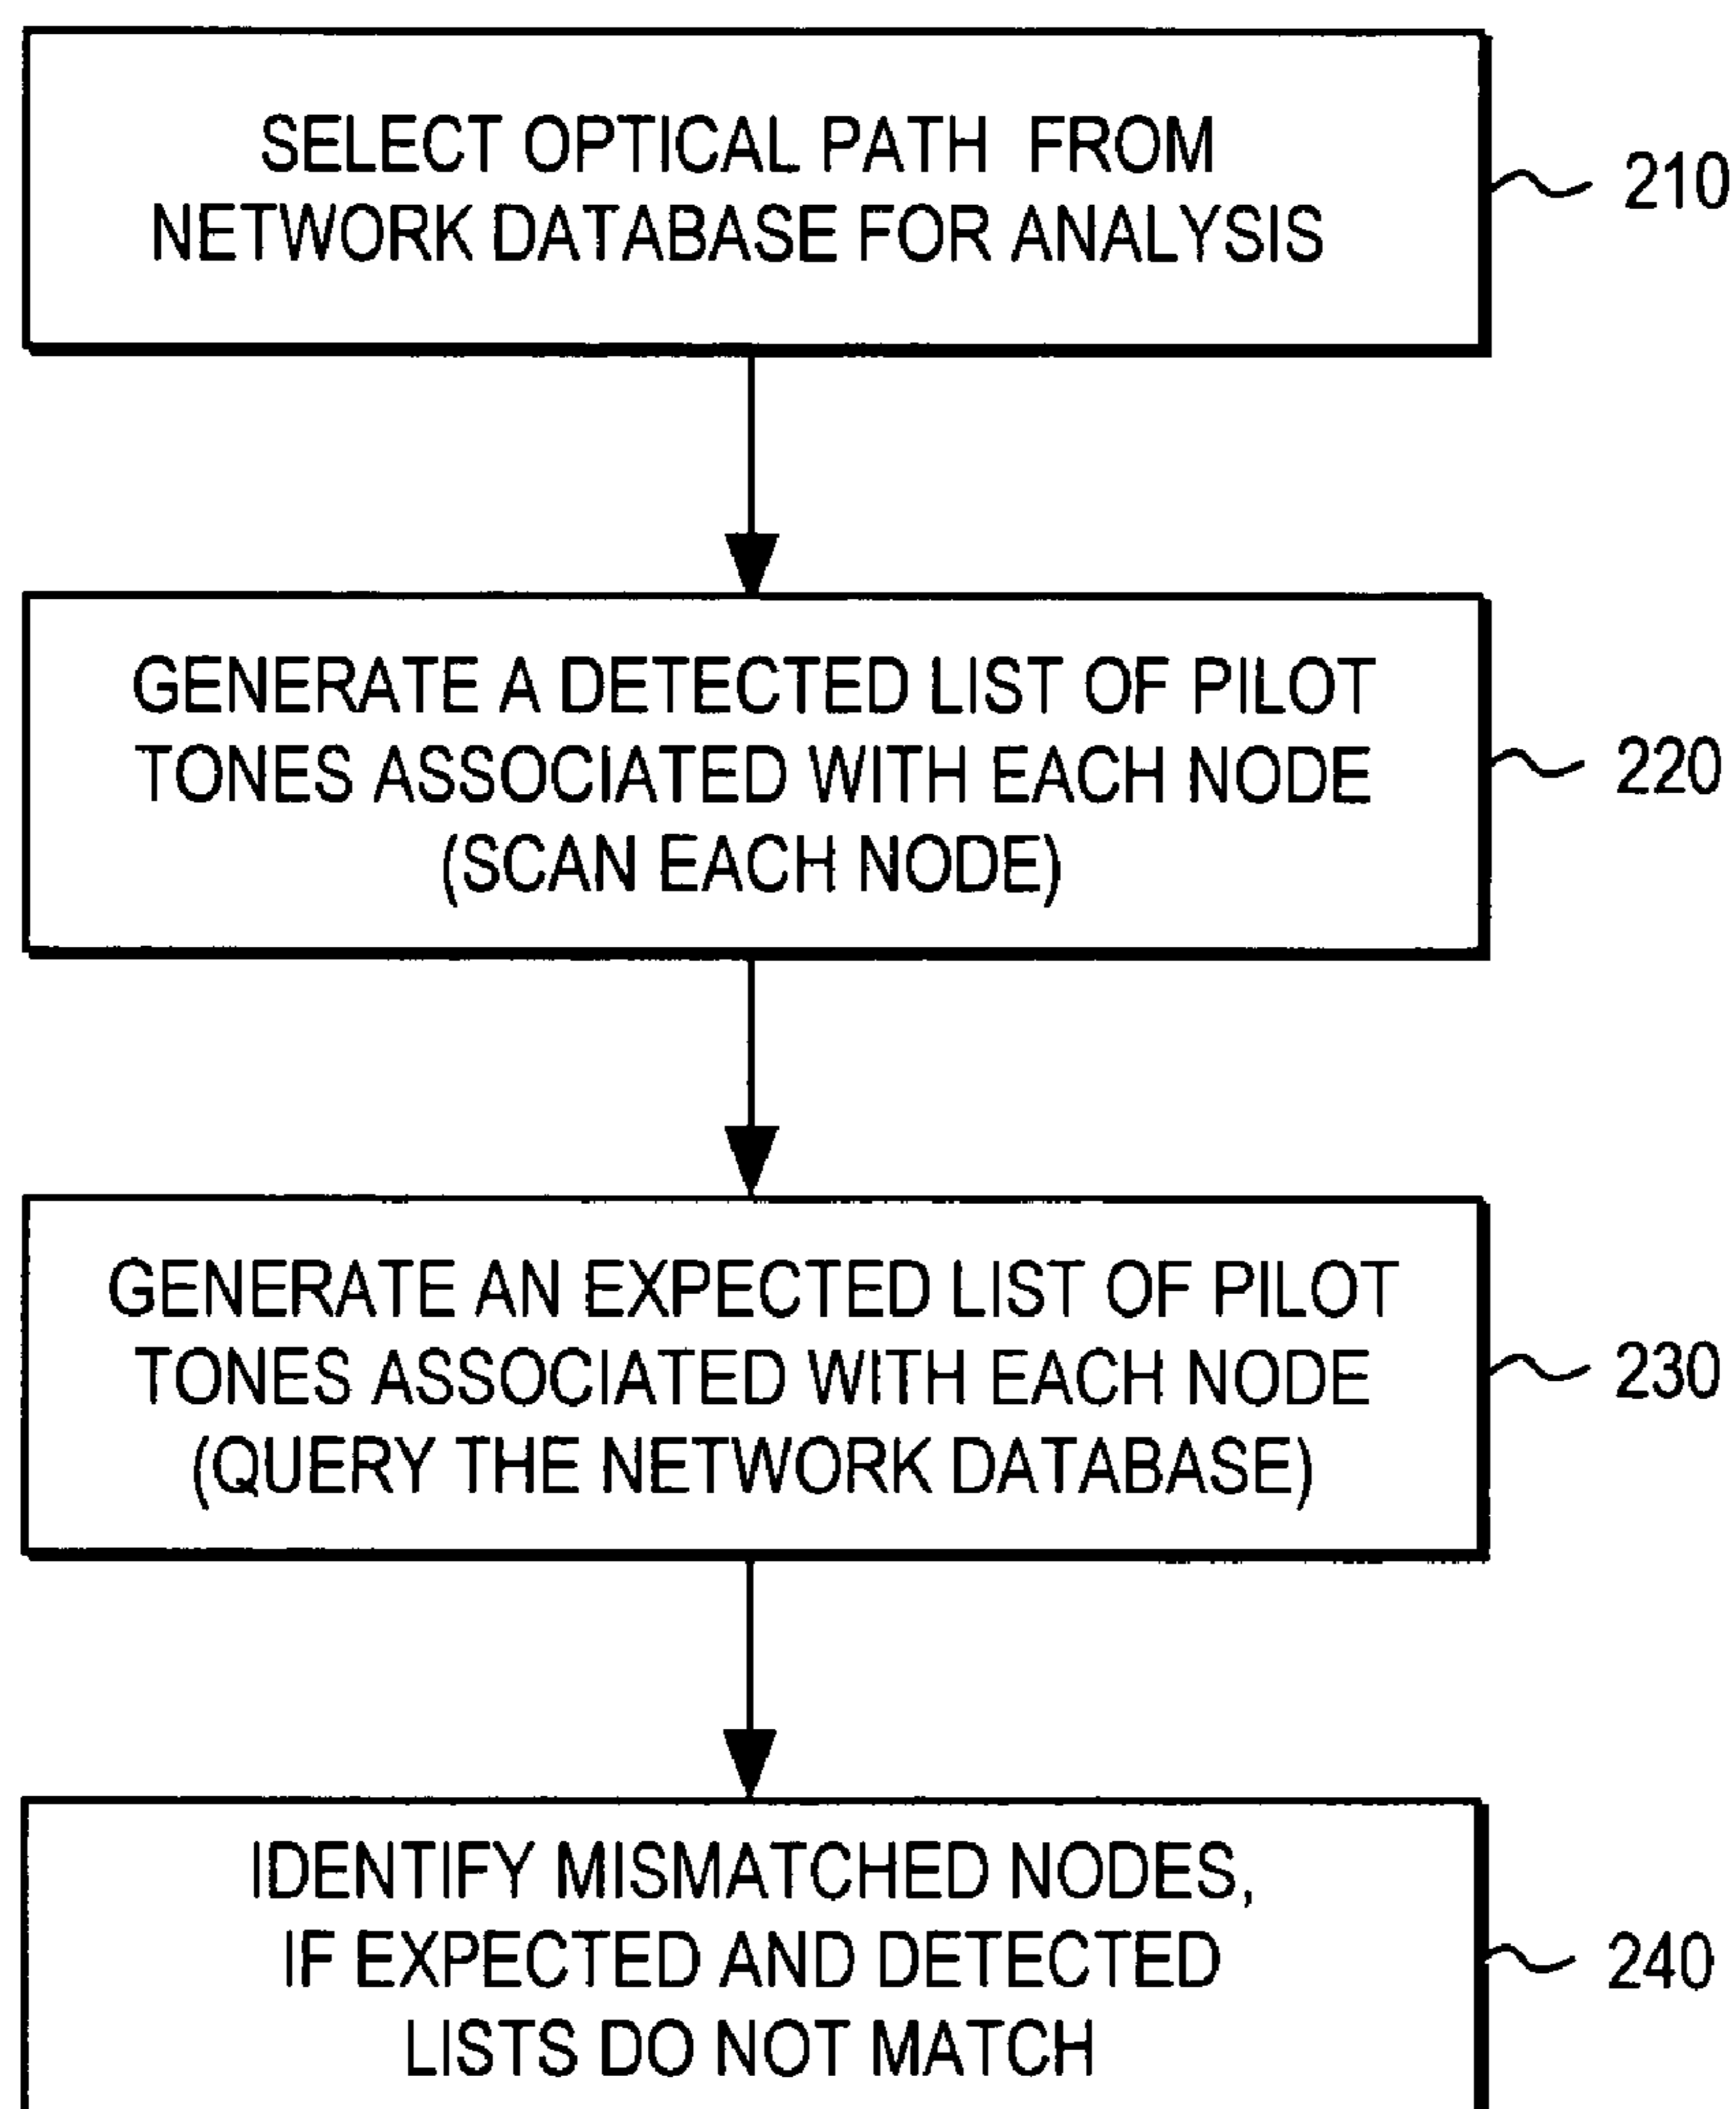 SELECT OPTICAL PATH FROM
NETWORK DATABASE FOR ANALYSIS
210
GENERATE A DETECTED LIST OF PILOT
TONES ASSOCIATED WITH EACH NODE
(SCAN EACH NODE)
220
GENERATE AN EXPECTED LIST OF PILOT
TONES ASSOCIATED WITH EACH NODE
(QUERY THE NETWORK DATABASE)
230
IDENTIFY MISMATCHED NODES,
IF EXPECTED AND DETECTED
LISTS DO NOT MATCH
240